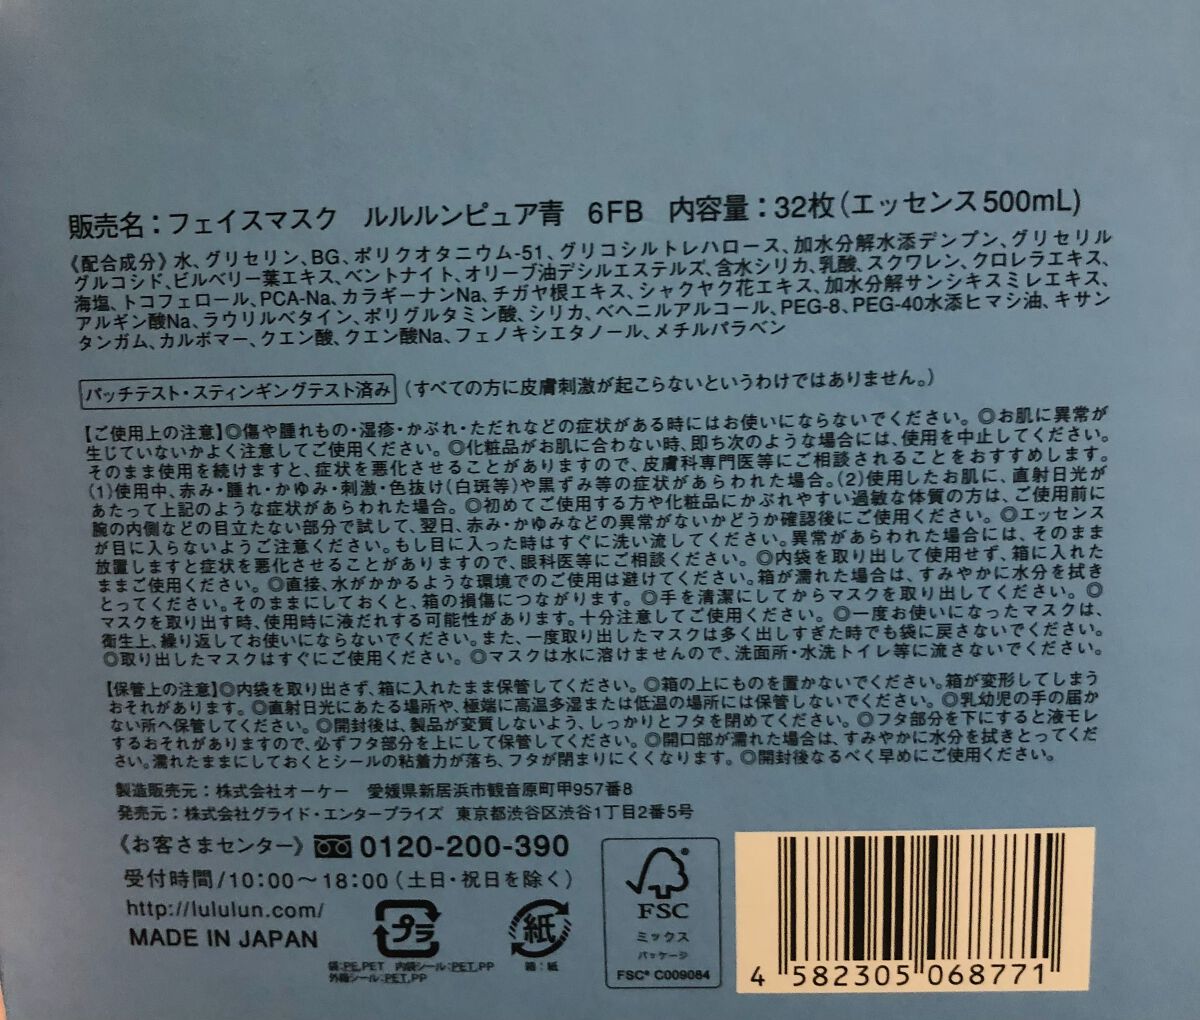 販売名：フェイスマスク　ルルルンピュア青　6FB　内容量：32枚（エッセンス500mL）
《配合成分》水、グリセリン、BG、ポリクオタニウム-51、グリコシルトレハロース、加水分解水添デンプン、グリセリル
グルコシド、ビルベリー葉エキス、ベントナイト、オリーブ油デシルエステルズ、含水シリカ、乳酸、スクワレン、クロレラエキス、
海塩、トコフェロール、PCA-Na、カラギーナンNa、チガヤ根エキス、シャクヤク花エキス、加水分解サンシキスミレエキス、
アルギン酸Na、ラウリルベタイン、ポリグルタミン酸、シリカ、ベヘニルアルコール、PEG-8、PEG-40水添ヒマシ油、キサン
タンガム、カルボマー、クエン酸、クエン酸Na、フェノキシエタノール、メチルパラベン
パッチテスト・スティンギングテスト済み（すべての方に皮膚刺激が起こらないというわけではありません。）
【ご使用上の注意】◎傷や腫れもの・湿疹・かぶれ・ただれなどの症状がある時にはお使いにならないでください。◎お肌に異常が
生じていないかよく注意してご使用ください。◎化粧品がお肌に合わない時、即ち次のような場合には、使用を中止してください。
そのまま使用を続けますと、症状を悪化させることがありますので、皮膚科専門医等にご相談されることをおすすめします。
(1)使用中、赤み・腫れ・かゆみ・刺激・色抜け(白斑等)や黒ずみ等の症状があらわれた場合。(2)使用したお肌に、直射日光が
あたって上記のような症状があらわれた場合。◎初めてご使用する方や化粧品にかぶれやすい過敏な体質の方は、ご使用前に
腕の内側などの目立たない部分で試して、翌日、赤み・かゆみなどの異常がないかどうか確認後にご使用ください。◎エッセンス
が目に入らないようご注意ください。もし目に入った時はすぐに洗い流してください。異常があらわれた場合には、そのまま
放置しますと症状を悪化させることがありますので、眼科医等にご相談ください。◎内袋を取り出して使用せず、箱に入れた
ままご使用ください。◎直接、水がかかるような環境でのご使用は避けてください。箱が濡れた場合は、すみやかに水分を拭き
とってください。そのままにしておくと、箱の損傷につながります。◎手を清潔にしてからマスクを取り出してください。◎
マスクを取り出す時、使用時に液だれする可能性があります。十分注意してご使用ください。◎一度お使いになったマスクは、
衛生上、繰り返してお使いにならないでください。また、一度取り出したマスクは多く出しすぎた時でも袋に戻さないでください。
◎取り出したマスクはすぐにご使用ください。◎マスクは水に溶けませんので、洗面所・水洗トイレ等に流さないでください。
【保管上の注意】◎内袋を取り出さず、箱に入れたまま保管してください。◎箱の上にものを置かないでください。箱が変形してしまう
おそれがあります。◎直射日光にあたる場所や、極端に高温多湿または低温の場所には保管しないでください。◎乳幼児の手の届か
ない所へ保管してください。◎開封後は、製品が変質しないよう、しっかりとフタを閉めてください。◎フタ部分を下にすると液モレ
するおそれがありますので、必ずフタ部分を上にして保管してください。◎開口部が濡れた場合は、すみやかに水分を拭きとってくだ
さい。濡れたままにしておくとシールの粘着力が落ち、フタが閉まりにくくなります。◎開封後なるべく早めにご使用ください。
製造販売元：株式会社オーケー　愛媛県新居浜市観音原町甲957番8
発売元：株式会社グライド・エンタープライズ　東京都渋谷区渋谷1丁目2番5号
《お客さまセンター》0120-200-390
受付時間/10:00〜18:00（土日・祝日を除く）
http://lululun.com/
MADE IN JAPAN
プラ
袋：PE,PET　内袋シール：PET,PP
外箱シール：PET,PP
紙
箱：紙
FSC
ミックス
パッケージ
FSC® C009084
4 582305 068771